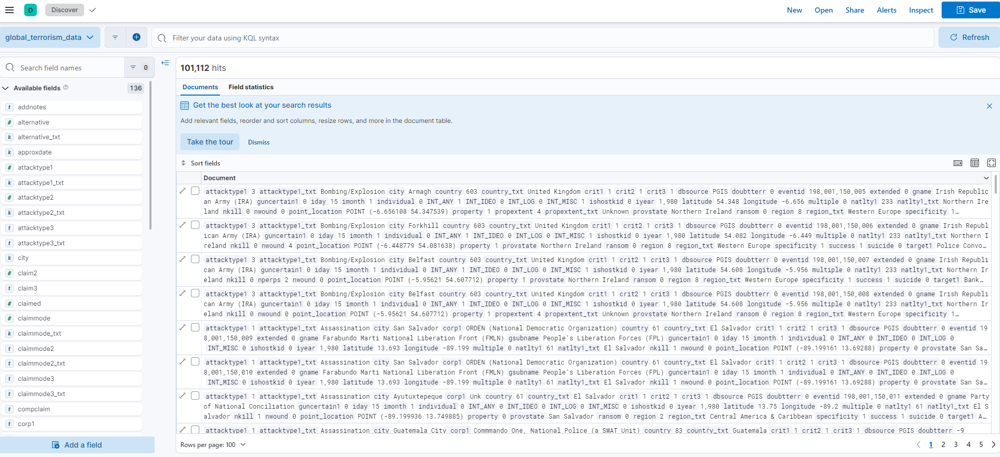 D Discover New Open Share Alerts Inspect Save
global_terrorism_data Filter your data using KQL syntax Refresh
Search field names 0
Available fields 136
addnotes
alternative
alternative_txt
approxdate
attacktype1
attacktype1_txt
attacktype2
attacktype2_txt
attacktype3
attacktype3_txt
city
claim2
claim3
claimed
claimmode
claimmode_txt
claimmode2
claimmode2_txt
claimmode3
claimmode3_txt
compclaim
corp1
Add a field
101,112 hits
Documents Field statistics
Get the best look at your search results
Add relevant fields, reorder and sort columns, resize rows, and more in the document table.
Take the tour Dismiss
Sort fields
Document
attacktype1 3 attacktype1_txt Bombing/Explosion city Armagh country 603 country_txt United Kingdom crit1 1 crit2 1 crit3 1 dbsource PGIS doubtterr 0 eventid 198,001,150,005 extended 0 gname Irish Republic
an Army (IRA) guncertain1 0 iday 15 imonth 1 individual 0 INT_ANY 1 INT_IDEO 0 INT_LOG 0 INT_MISC 1 ishostkid 0 iyear 1,980 latitude 54.348 longitude -6.656 multiple 0 natlty1 233 natlty1_txt Northern Ire
land nkill 0 nwound 0 point_location POINT (-6.656108 54.347539) property 1 propextent 4 propextent_txt Unknown provstate Northern Ireland ransom 0 region 8 region_txt Western Europe specificity 1…
attacktype1 3 attacktype1_txt Bombing/Explosion city Forkhill country 603 country_txt United Kingdom crit1 1 crit2 1 crit3 1 dbsource PGIS doubtterr 0 eventid 198,001,150,006 extended 0 gname Irish Republ
ican Army (IRA) guncertain1 0 iday 15 imonth 1 individual 0 INT_ANY 1 INT_IDEO 0 INT_LOG 0 INT_MISC 1 ishostkid 0 iyear 1,980 latitude 54.082 longitude -6.449 multiple 0 natlty1 233 natlty1_txt Northern I
reland nkill 0 nwound 4 point_location POINT (-6.448779 54.081638) property 1 provstate Northern Ireland ransom 0 region 8 region_txt Western Europe specificity 1 success 1 suicide 0 target1 Police Convo…
attacktype1 3 attacktype1_txt Bombing/Explosion city Belfast country 603 country_txt United Kingdom crit1 1 crit2 1 crit3 1 dbsource PGIS doubtterr 0 eventid 198,001,150,007 extended 0 gname Irish Republi
can Army (IRA) guncertain1 0 iday 15 imonth 1 individual 0 INT_ANY 1 INT_IDEO 0 INT_LOG 0 INT_MISC 1 ishostkid 0 iyear 1,980 latitude 54.608 longitude -5.956 multiple 0 natlty1 233 natlty1_txt Northern Ir
eland nkill 0 nperps 2 nwound 0 point_location POINT (-5.95621 54.607712) property 1 provstate Northern Ireland ransom 0 region 8 region_txt Western Europe specificity 1 success 1 suicide 0 target1 Bank…
attacktype1 3 attacktype1_txt Bombing/Explosion city Belfast country 603 country_txt United Kingdom crit1 1 crit2 1 crit3 1 dbsource PGIS doubtterr 0 eventid 198,001,150,008 extended 0 gname Irish Republi
can Army (IRA) guncertain1 0 iday 15 imonth 1 individual 0 INT_ANY 1 INT_IDEO 0 INT_LOG 0 INT_MISC 1 ishostkid 0 iyear 1,980 latitude 54.608 longitude -5.956 multiple 0 natlty1 233 natlty1_txt Northern Ir
eland nkill 0 nwound 0 point_location POINT (-5.95621 54.607712) property 1 propextent 4 propextent_txt Unknown provstate Northern Ireland ransom 0 region 8 region_txt Western Europe specificity 1…
attacktype1 1 attacktype1_txt Assassination city San Salvador corp1 ORDEN (National Democratic Organization) country 61 country_txt El Salvador crit1 1 crit2 1 crit3 1 dbsource PGIS doubtterr 0 eventid 19
8,001,150,009 extended 0 gname Farabundo Marti National Liberation Front (FMLN) gsubname People's Liberation Forces (FPL) guncertain1 0 iday 15 imonth 1 individual 0 INT_ANY 0 INT_IDEO 0 INT_LOG 0
INT_MISC 0 ishostkid 0 iyear 1,980 latitude 13.693 longitude -89.199 multiple 0 natlty1 61 natlty1_txt El Salvador nkill 1 nwound 0 point_location POINT (-89.199161 13.69288) property 0 provstate San Sa…
attacktype1 1 attacktype1_txt Assassination city San Salvador corp1 ORDEN (National Democratic Organization) country 61 country_txt El Salvador crit1 1 crit2 1 crit3 1 dbsource PGIS doubtterr 0 eventid 19
8,001,150,010 extended 0 gname Farabundo Marti National Liberation Front (FMLN) gsubname People's Liberation Forces (FPL) guncertain1 0 iday 15 imonth 1 individual 0 INT_ANY 0 INT_IDEO 0 INT_LOG 0
INT_MISC 0 ishostkid 0 iyear 1,980 latitude 13.693 longitude -89.199 multiple 0 natlty1 61 natlty1_txt El Salvador nkill 1 nwound 0 point_location POINT (-89.199161 13.69288) property 0 provstate San Sa…
attacktype1 1 attacktype1_txt Assassination city Ayutuxtepeque corp1 Unk country 61 country_txt El Salvador crit1 1 crit2 1 crit3 1 dbsource PGIS doubtterr 0 eventid 198,001,150,011 extended 0 gname Party
of National Conciliation guncertain1 0 iday 15 imonth 1 individual 0 INT_ANY 0 INT_IDEO 0 INT_LOG 0 INT_MISC 0 ishostkid 0 iyear 1,980 latitude 13.75 longitude -89.2 multiple 0 natlty1 61 natlty1_txt El S
alvador nkill 1 nwound 0 point_location POINT (-89.199936 13.749885) property 0 provstate San Salvador ransom 0 region 2 region_txt Central America & Caribbean specificity 1 success 1 suicide 0 target1 A…
attacktype1 1 attacktype1_txt Assassination city Guatemala City corp1 Commmando One, National Police (a SWAT Unit) country 83 country_txt Guatemala crit1 1 crit2 1 crit3 1 dbsource PGIS doubtterr -9
Rows per page: 100 1 2 3 4 5